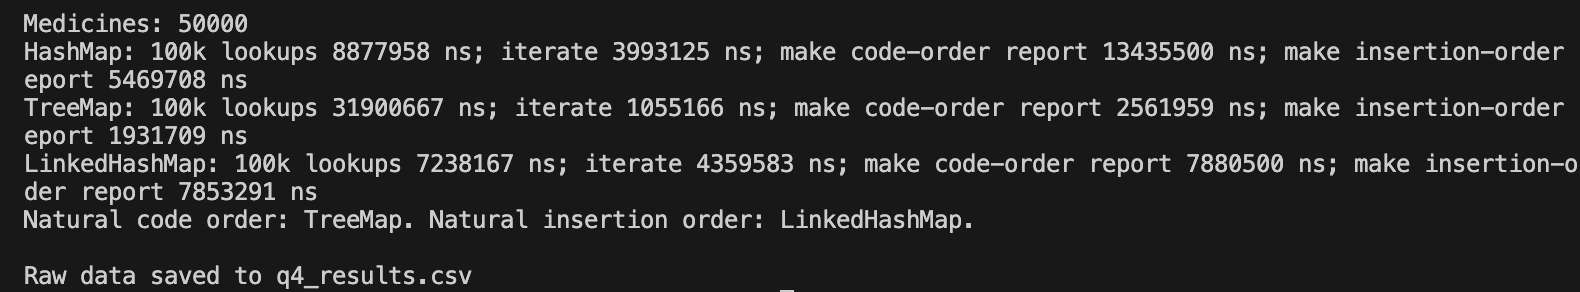 Medicines: 50000
HashMap: 100k lookups 8877958 ns; iterate 3993125 ns; make code-order report 13435500 ns; make insertion-order
eport 5469708 ns
TreeMap: 100k lookups 31900667 ns; iterate 1055166 ns; make code-order report 2561959 ns; make insertion-order
eport 1931709 ns
LinkedHashMap: 100k lookups 7238167 ns; iterate 4359583 ns; make code-order report 7880500 ns; make insertion-o
der report 7853291 ns
Natural code order: TreeMap. Natural insertion order: LinkedHashMap.
Raw data saved to q4_results.csv